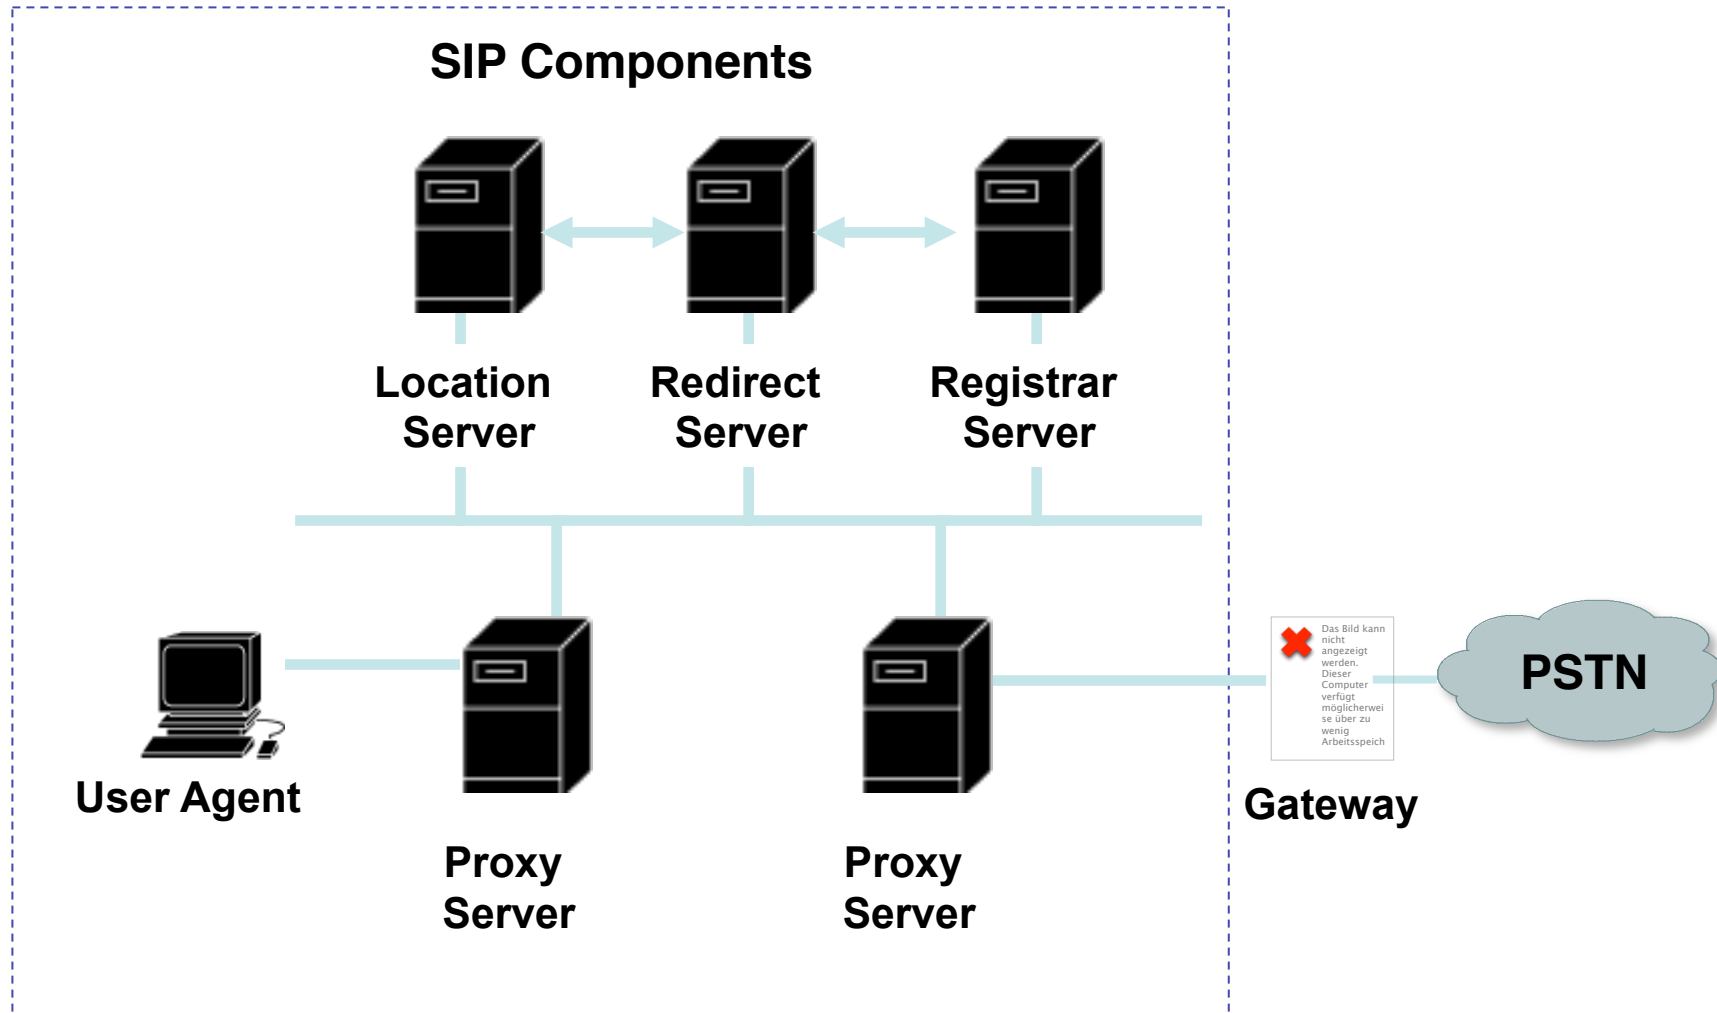 SIP Components
Location
Server
Redirect
Server
Registrar
Server
Das Bild kann
nicht
angezeigt
werden.
Dieser
Computer
verfügt
möglicherwei
se über zu
wenig
Arbeitsspeich
PSTN
User Agent
Gateway
Proxy
Server
Proxy
Server